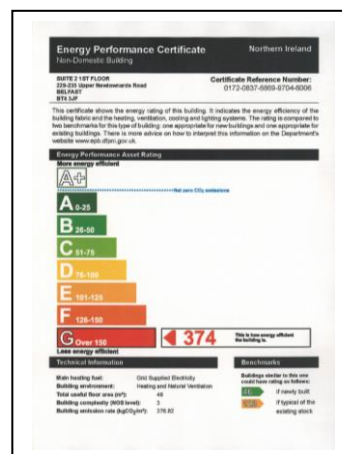 Energy Performance Certificate
Northern Ireland
Non-Domestic Building
SUITE 2 1ST FLOOR
Upper Newtownards Road
BELFAST
BT4 3JF
Certificate Reference Number:
0172-0837-6869-9704-6006
This certificate shows the energy rating of this building. It indicates the energy efficiency of the
building fabric and the heating, ventilation, cooling and lighting systems. The rating is compared to
two benchmarks for this type of building: one appropriate for new buildings and one appropriate for
existing buildings. There is more advice on how to interpret this information on the Department's
website www.epb.dfpni.gov.uk.
Energy Performance Asset Rating
More energy efficient
A+
Net zero CO₂ emissions
A 0-25
B 26-50
C 51-75
D 76-100
E 101-125
F 126-150
G Over 150
374
This is how energy efficient
the building is.
Less energy efficient
Technical Information
Main heating fuel: Grid Supplied Electricity
Building environment: Heating and Natural Ventilation
Total useful floor area (m²):
Building complexity (NOS level): 3
Building emission rate (kgCO₂/m²): 276.82
Benchmarks
Buildings similar to this one
could have rating as follows:
If newly built
If typical of the
existing stock